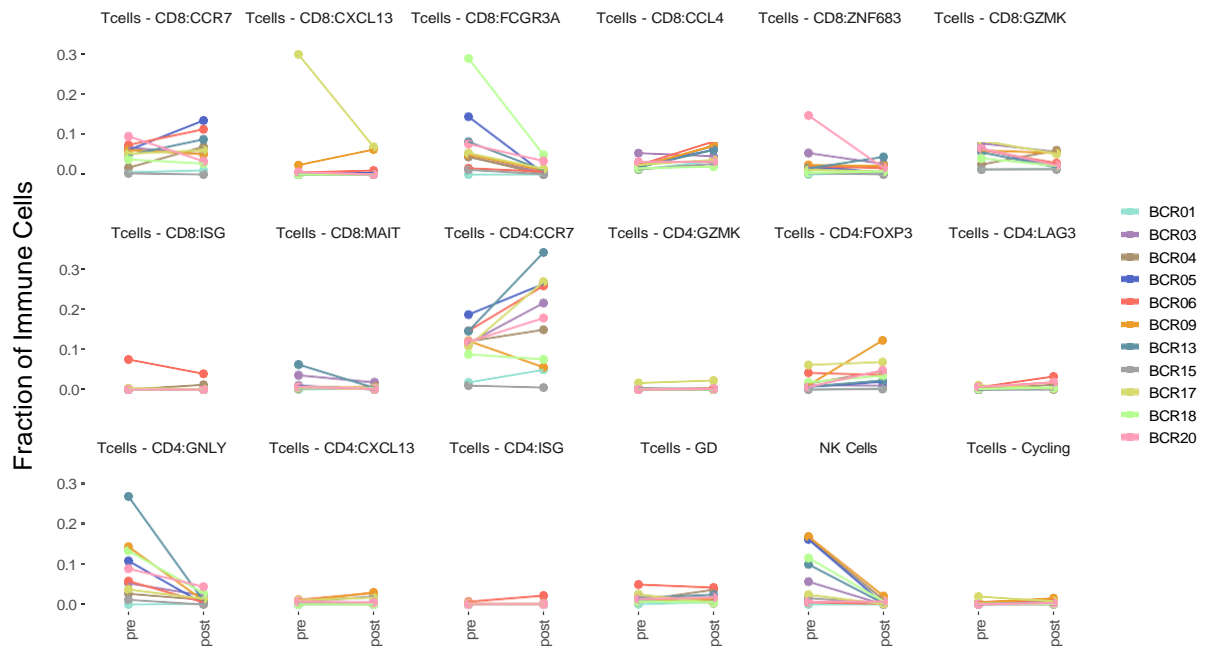 Tcells - CD8:CCR7 Tcells - CD8:CXCL13 Tcells - CD8:FCGR3A Tcells - CD8:CCL4 Tcells - CD8:ZNF683 Tcells - CD8:GZMK
0.3
0.2
0.1
0.0
Tcells - CD8:ISG Tcells - CD8:MAIT Tcells - CD4:CCR7 Tcells - CD4:GZMK Tcells - CD4:FOXP3 Tcells - CD4:LAG3
0.3
0.2
0.1
0.0
Tcells - CD4:GNLY Tcells - CD4:CXCL13 Tcells - CD4:ISG Tcells - GD NK Cells Tcells - Cycling
0.3
0.2
0.1
0.0
pre post pre post pre post pre post pre post pre post
Fraction of Immune Cells
BCR01
BCR03
BCR04
BCR05
BCR06
BCR09
BCR13
BCR15
BCR17
BCR18
BCR20